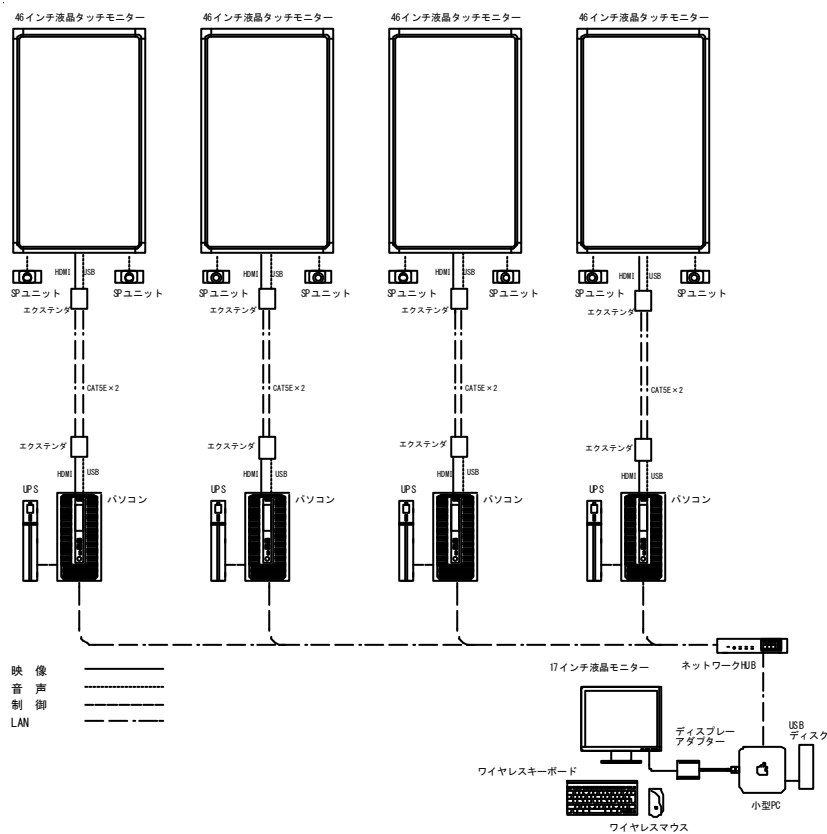 46インチ液晶タッチモニター 46インチ液晶タッチモニター 46インチ液晶タッチモニター 46インチ液晶タッチモニター
HDMI USB HDMI USB HDMI USB HDMI USB
SPユニット SPユニット SPユニット SPユニット SPユニット SPユニット SPユニット SPユニット
エクステンダ エクステンダ エクステンダ エクステンダ
CAT5E×2 CAT5E×2 CAT5E×2 CAT5E×2
エクステンダ エクステンダ エクステンダ エクステンダ
HDMI USB HDMI USB HDMI USB HDMI USB
UPS パソコン UPS パソコン UPS パソコン UPS パソコン
映 像
音 声
制 御
LAN
17インチ液晶モニター
ネットワークHUB
ディスプレー
アダプター
USB
ディスク
ワイヤレスキーボード
小型PC
ワイヤレスマウス